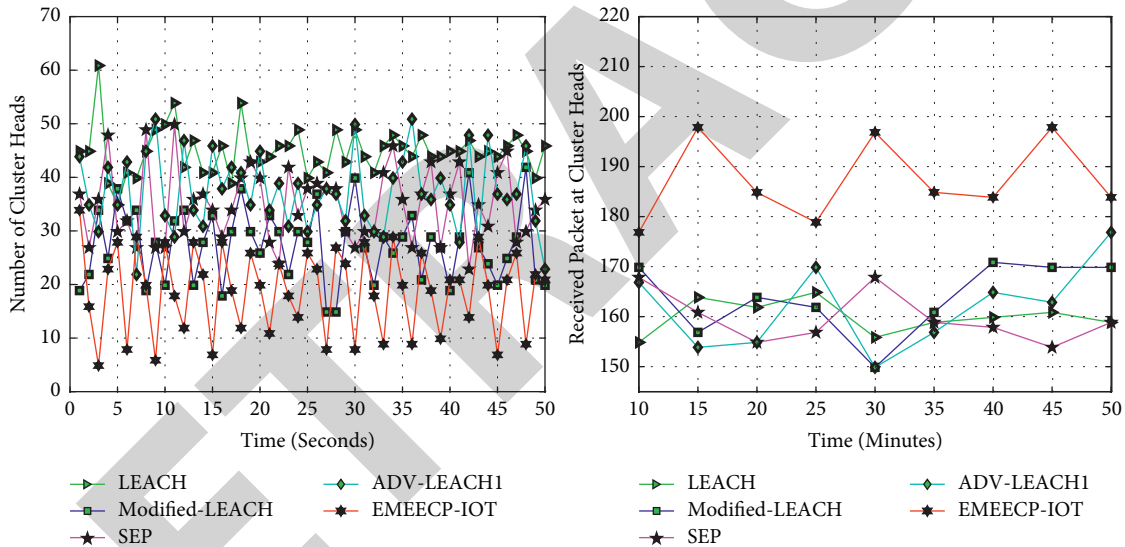 Number of Cluster Heads
70
60
50
40
30
20
10
0
0 5 10 15 20 25 30 35 40 45 50
Time (Seconds)
LEACH
Modified-LEACH
SEP
ADV-LEACH1
EMEECP-IOT
Received Packet at Cluster Heads
220
210
200
190
180
170
160
150
10 15 20 25 30 35 40 45 50
Time (Minutes)
LEACH
Modified-LEACH
SEP
ADV-LEACH1
EMEECP-IOT